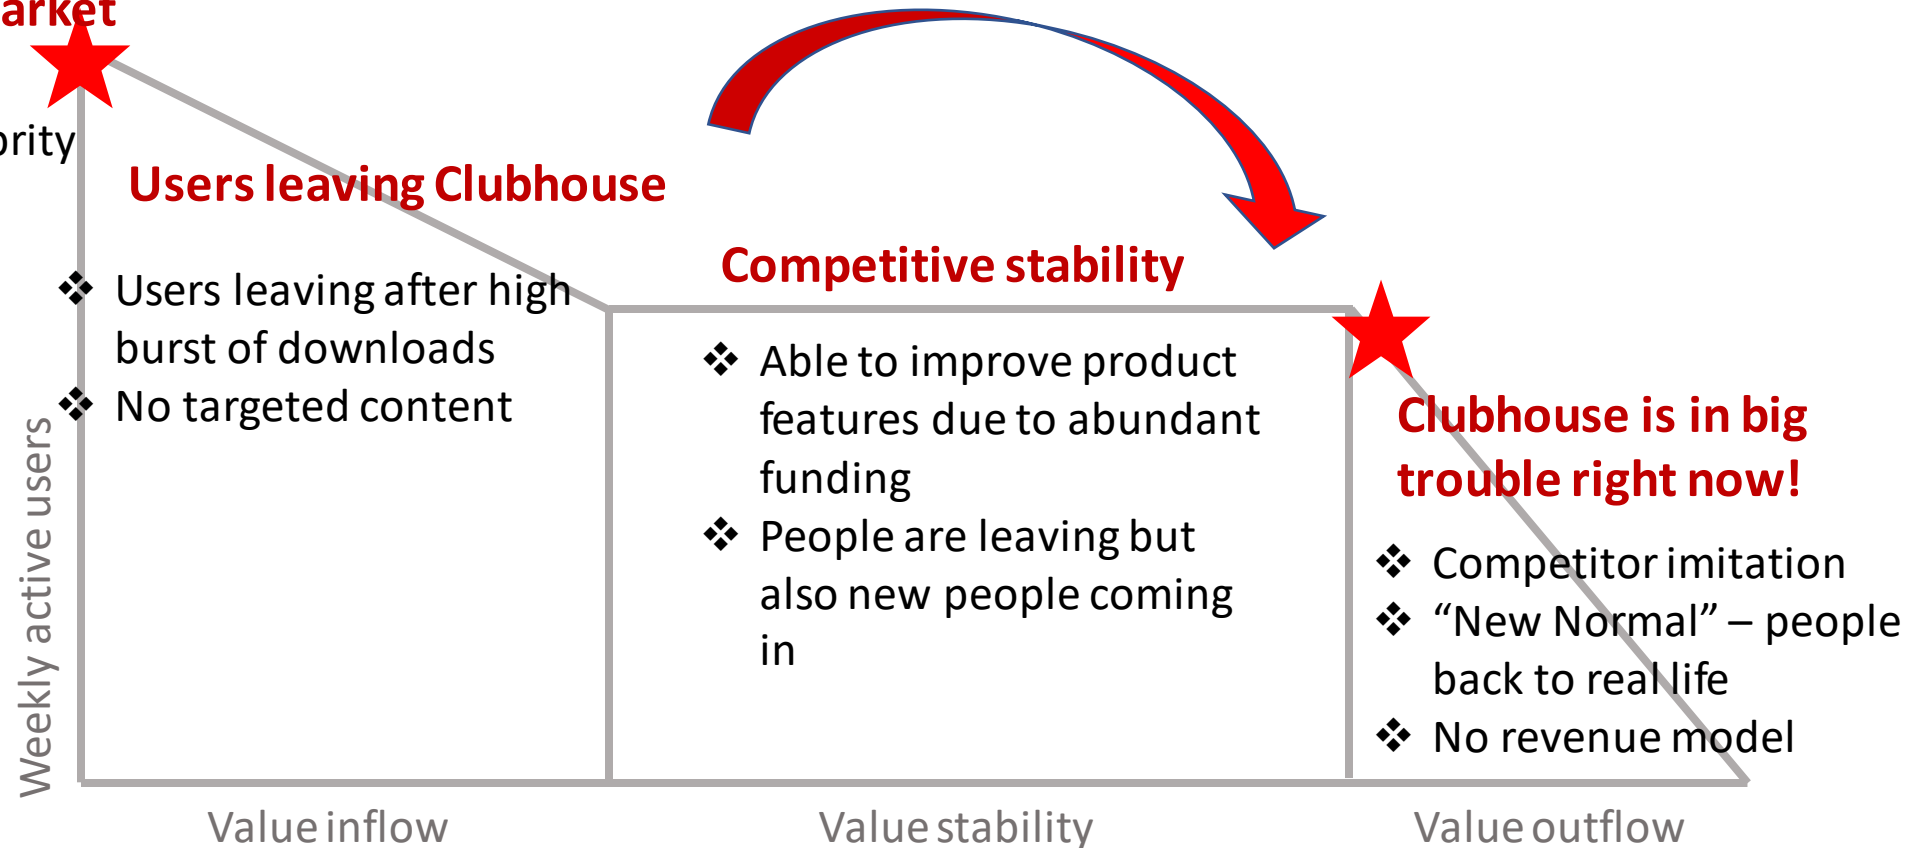 arket
ority
Users leaving Clubhouse
❖ Users leaving after high
burst of downloads
❖ No targeted content
Competitive stability
❖ Able to improve product
features due to abundant
funding
❖ People are leaving but
also new people coming
in
Clubhouse is in big
trouble right now!
❖ Competitor imitation
❖ “New Normal” – people
back to real life
❖ No revenue model
Weekly active users
Value inflow
Value stability
Value outflow